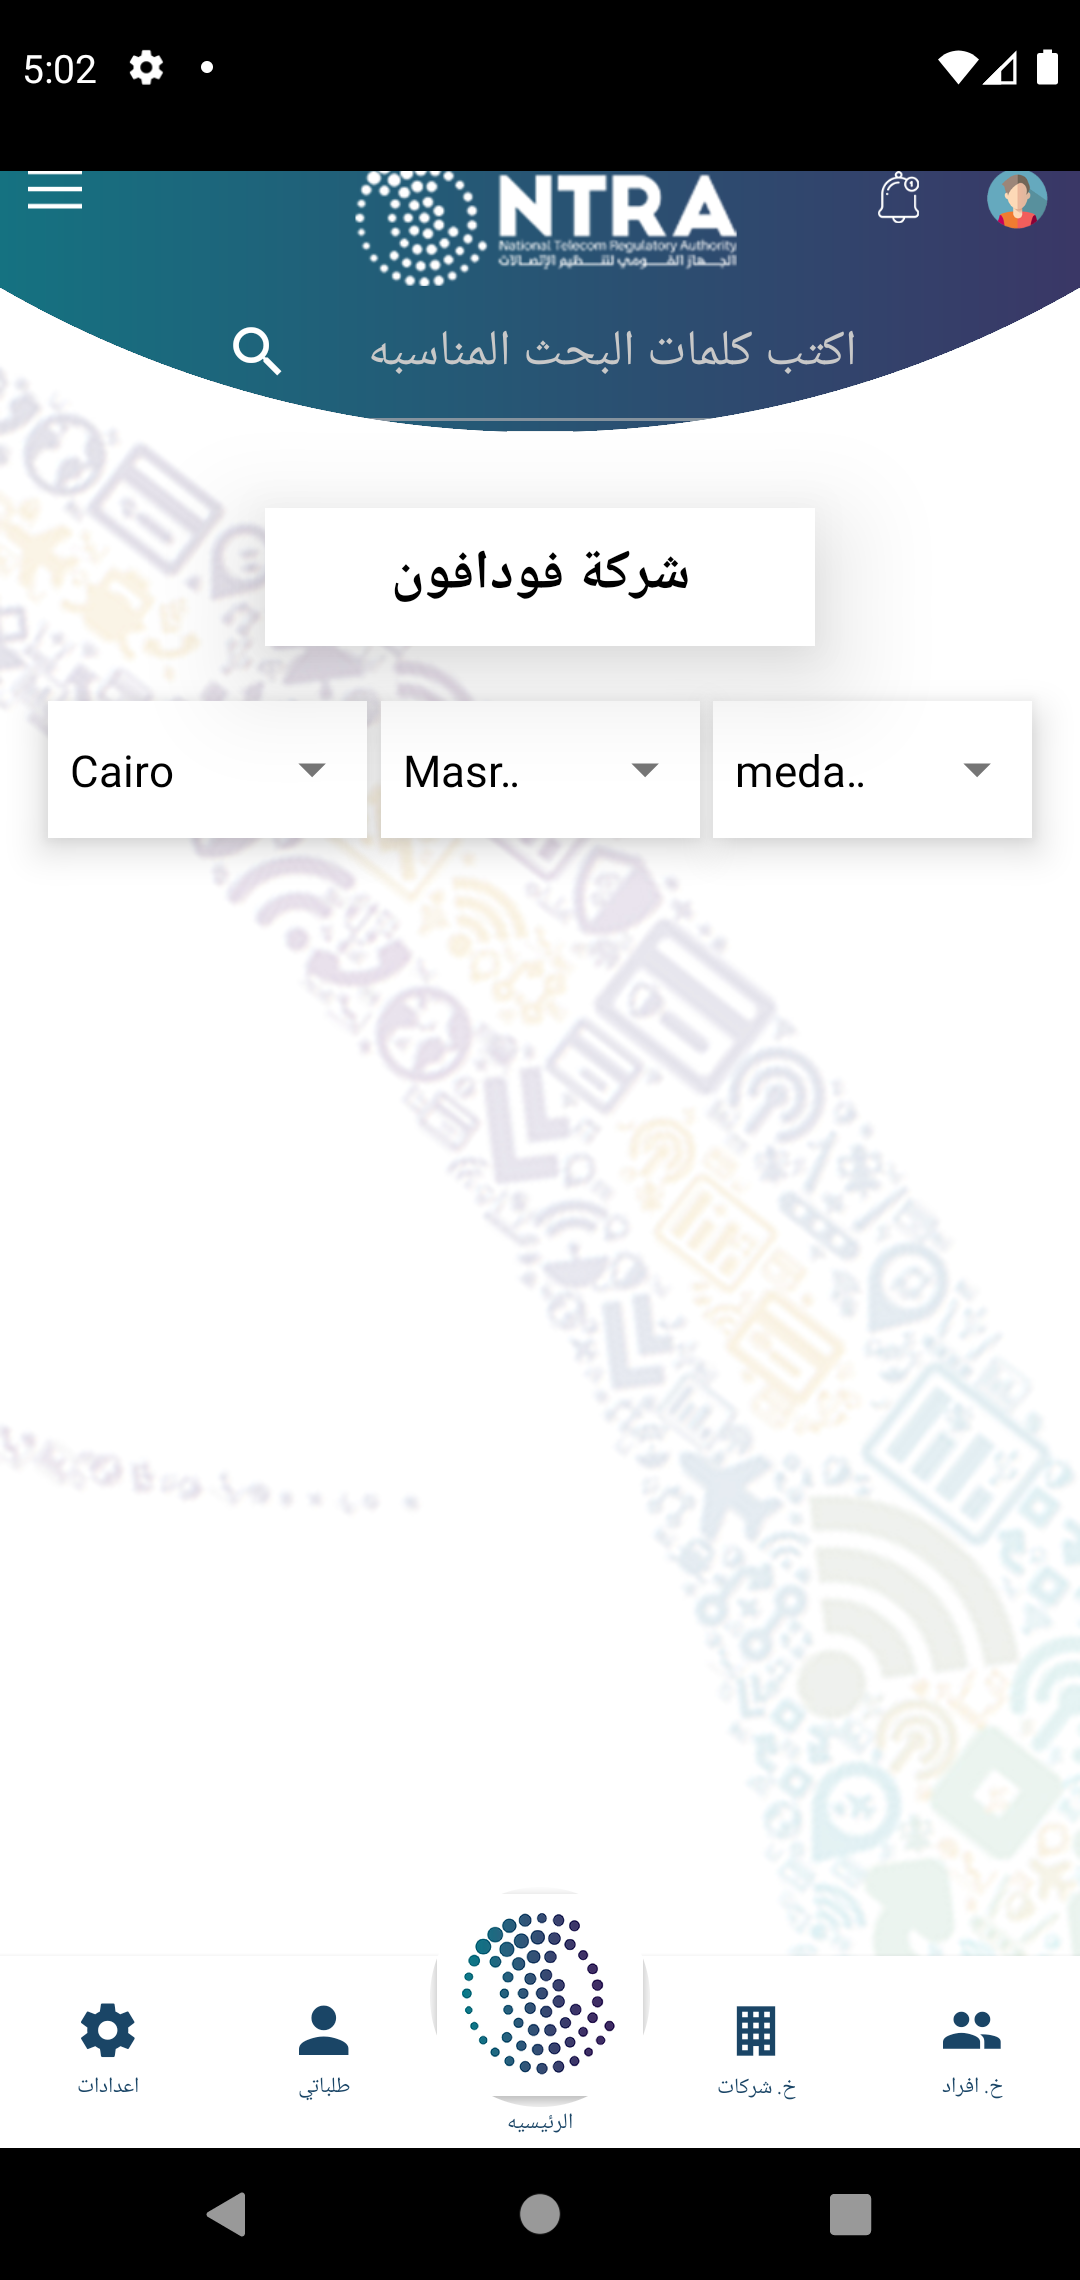 5:02
NTRA
National Telecom Regulatory Authority
الجهاز القومي لتنظيم الإتصالات
اكتب كلمات البحث المناسبه
شركة فودافون
Cairo
Masr..
meda..
اعدادات
طلباتي
الرئيسيه
خ. شركات
خ. افراد